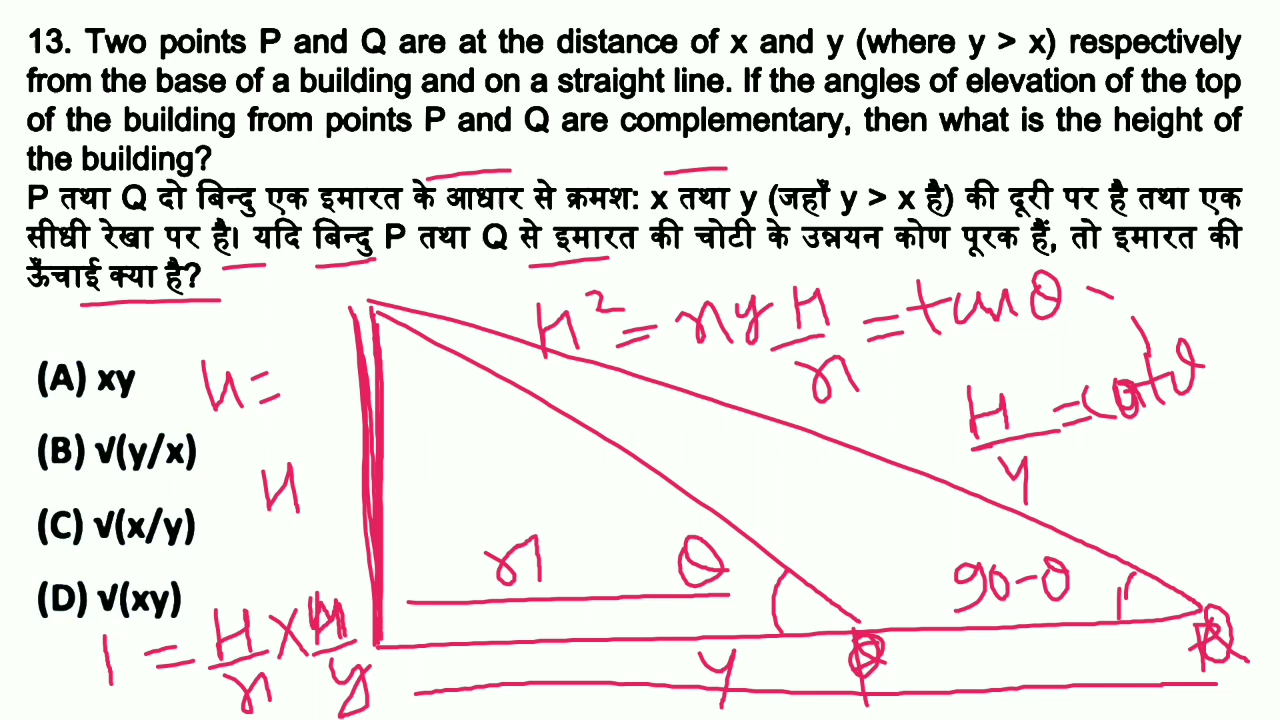 13. Two points P and Q are at the distance of x and y (where y > x) respectively
from the base of a building and on a straight line. If the angles of elevation of the top
of the building from points P and Q are complementary, then what is the height of
the building?
P तथा Q दो बिन्दु एक इमारत के आधार से क्रमश: x तथा y (जहाँ y > x है) की दूरी पर है तथा एक
सीधी रेखा पर है। यदि बिन्दु P तथा Q से इमारत की चोटी के उन्नयन कोण पूरक हैं, तो इमारत की
ऊँचाई क्या है?
H² = xy
H/x = tanθ
(A) xy
H =
H/y = cotθ
(B) √(y/x)
H
(C) √(x/y)
x
θ
90-θ
(D) √(xy)
1 = H/x × H/y
y
P
Q